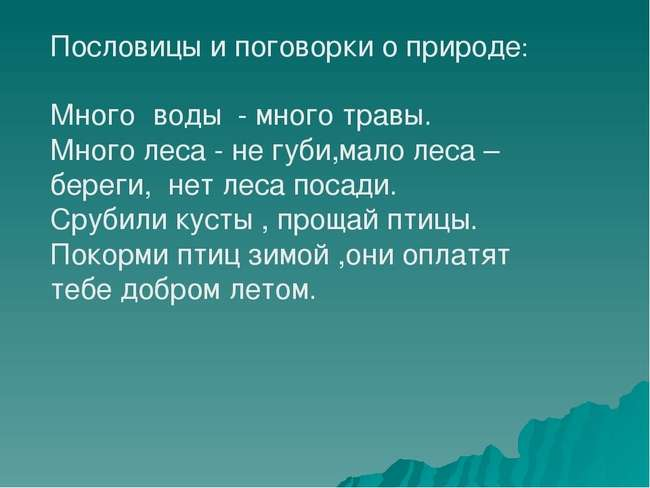 Пословицы и поговорки о природе:
Много воды - много травы.
Много леса - не губи,мало леса –
береги, нет леса посади.
Срубили кусты , прощай птицы.
Покорми птиц зимой ,они оплатят
тебе добром летом.